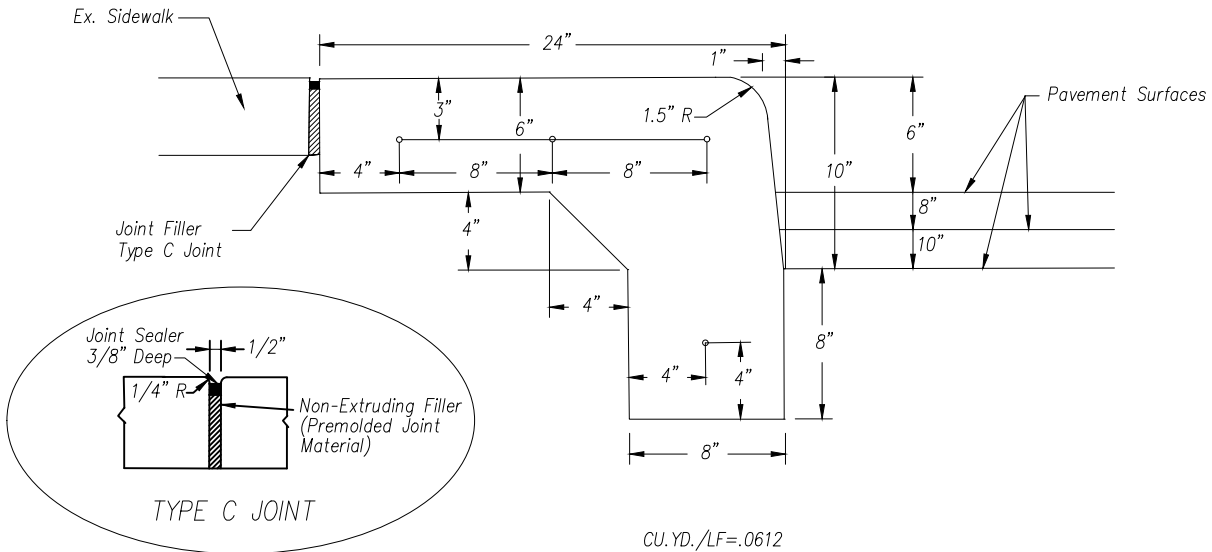 Ex. Sidewalk
24”
1”
Pavement Surfaces
3”
6”
1.5” R
10”
6”
4”
8”
8”
8”
Joint Filler
Type C Joint
4”
10”
4”
8”
Joint Sealer
3/8” Deep
1/2”
1/4” R
4”
4”
Non-Extruding Filler
(Premolded Joint
Material)
8”
TYPE C JOINT
CU.YD./LF=.0612